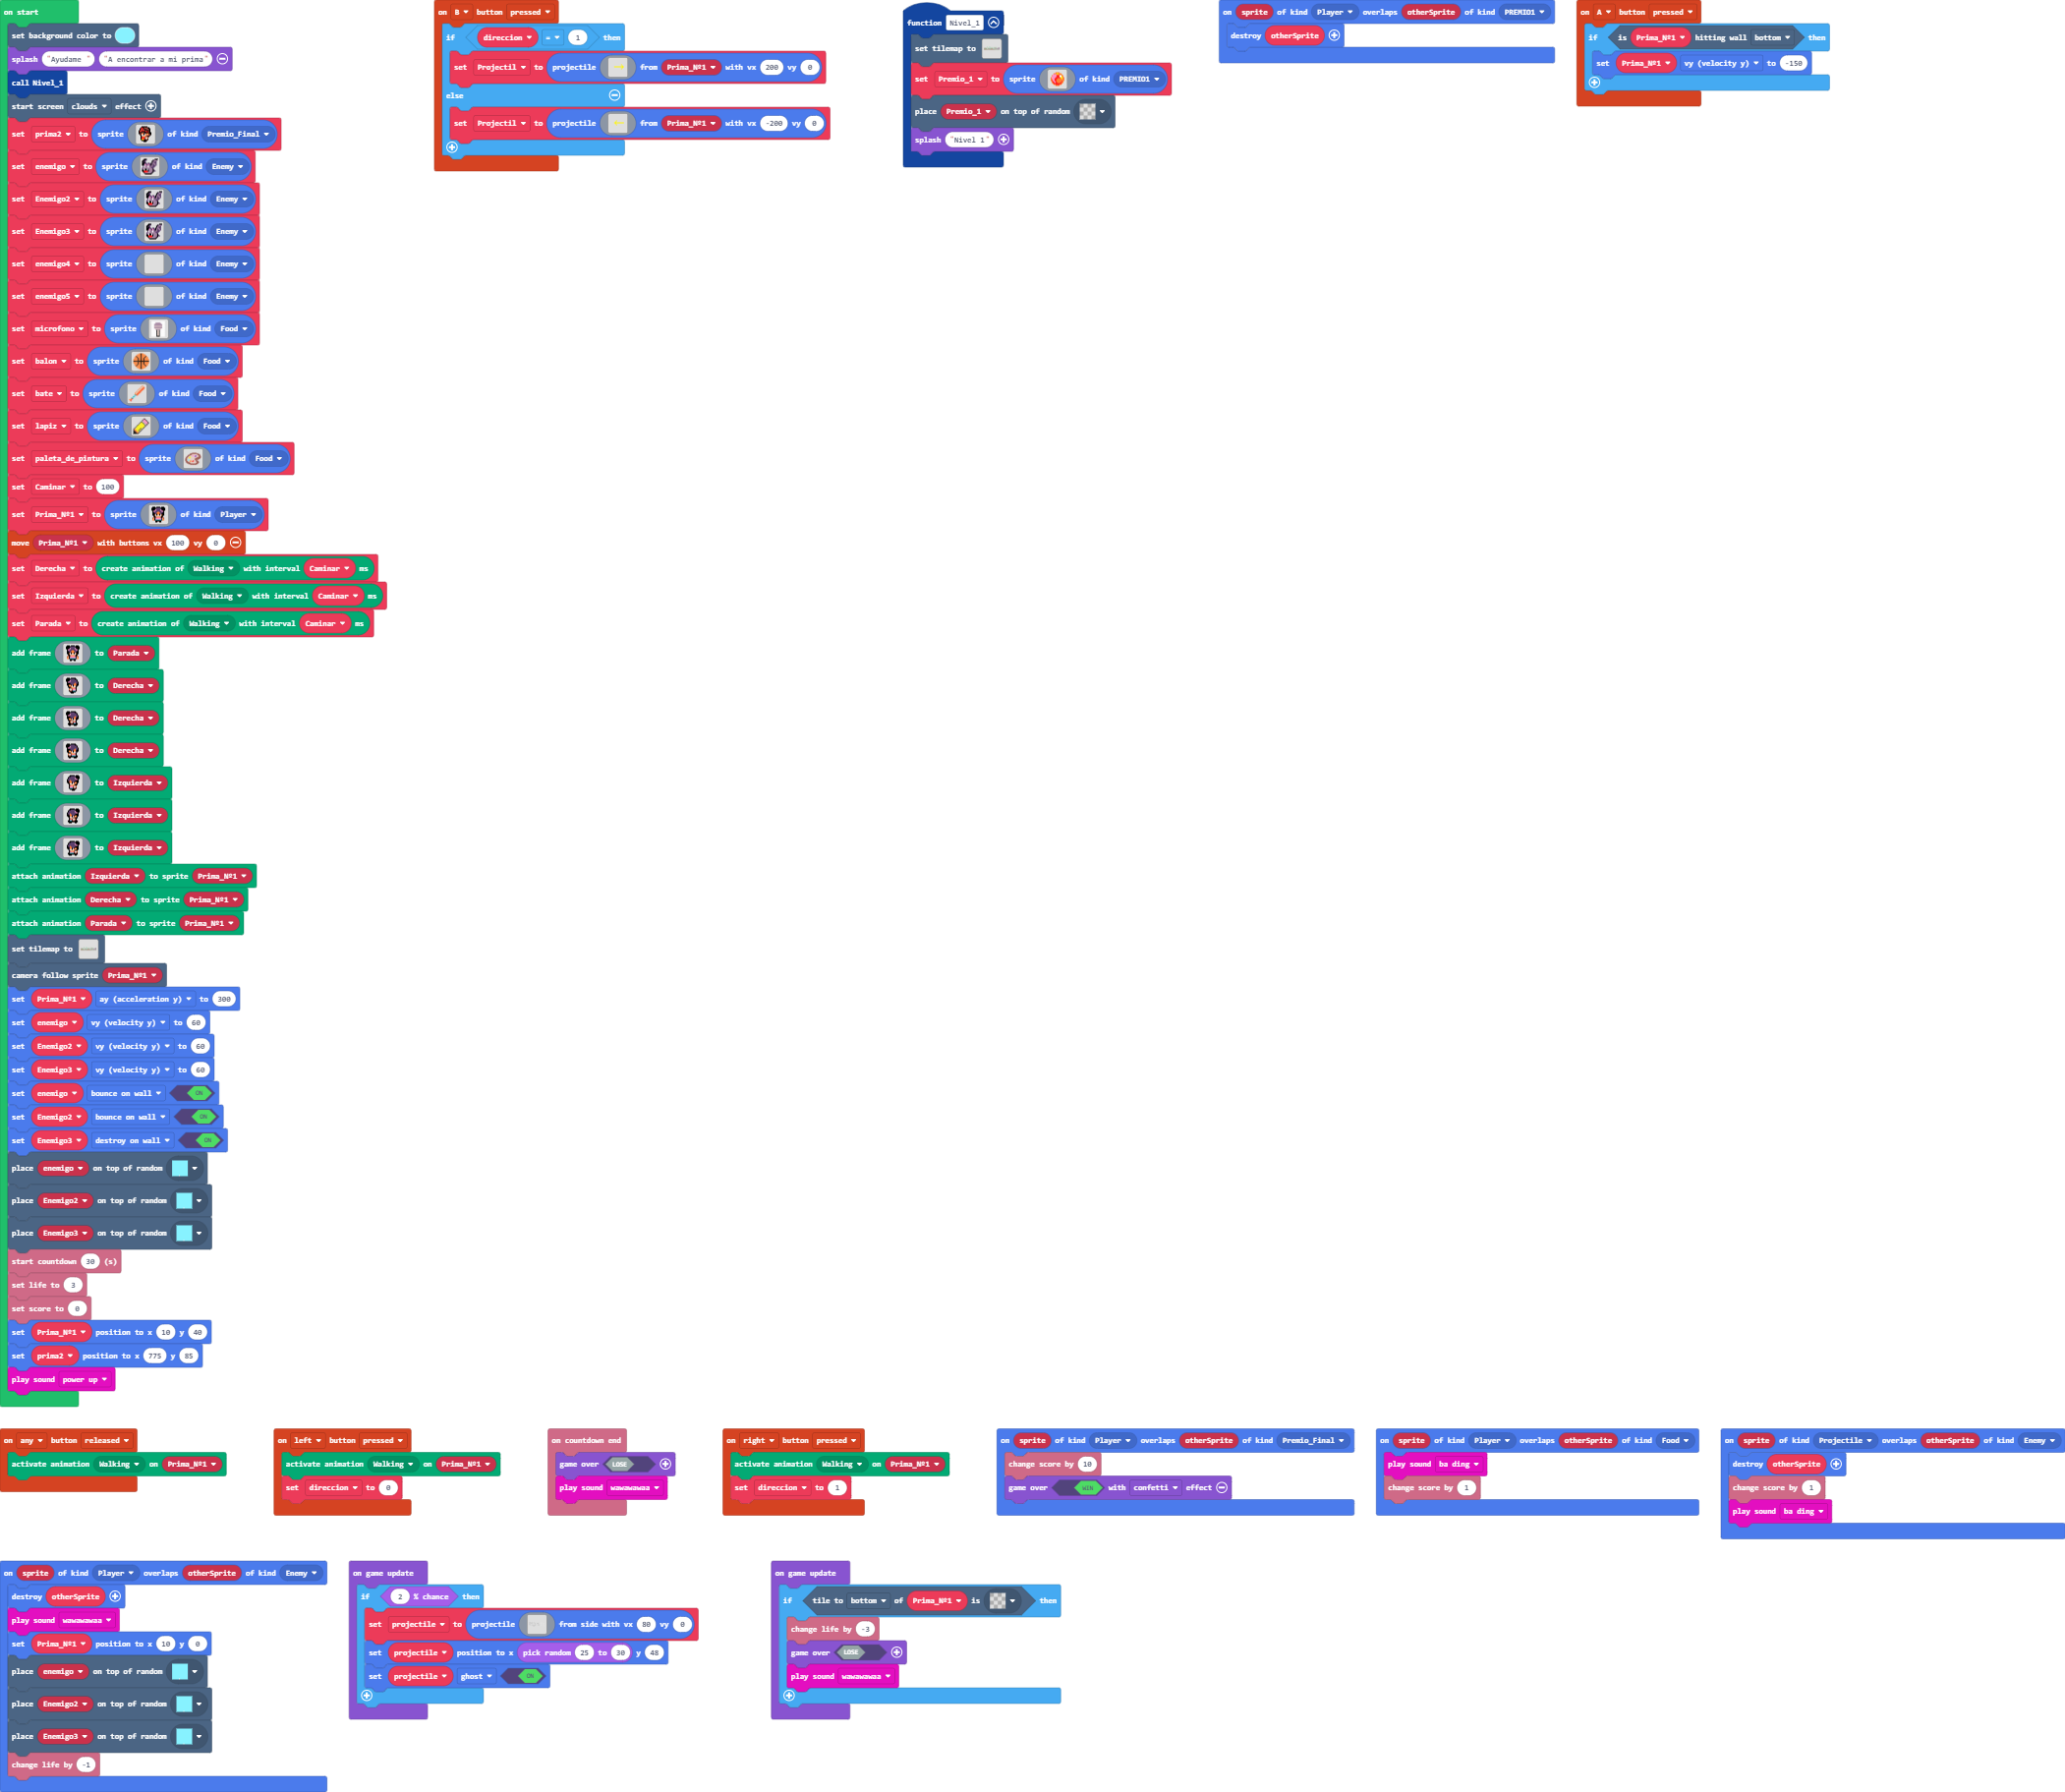 on start
set background color to
splash "Ayudame " "A encontrar a mi prima"
call Nivel_1
start screen clouds effect
set prima2 to sprite of kind Premio_Final
set enemigo to sprite of kind Enemy
set Enemigo2 to sprite of kind Enemy
set Enemigo3 to sprite of kind Enemy
set enemigo4 to sprite of kind Enemy
set enemigo5 to sprite of kind Enemy
set microfono to sprite of kind Food
set balon to sprite of kind Food
set bate to sprite of kind Food
set lapiz to sprite of kind Food
set paleta_de_pintura to sprite of kind Food
set Caminar to 100
set Prima_Nº1 to sprite of kind Player
move Prima_Nº1 with buttons vx 100 vy 0
set Derecha to create animation of Walking with interval Caminar ms
set Izquierda to create animation of Walking with interval Caminar ms
set Parada to create animation of Walking with interval Caminar ms
add frame to Parada
add frame to Derecha
add frame to Derecha
add frame to Derecha
add frame to Izquierda
add frame to Izquierda
add frame to Izquierda
attach animation Izquierda to sprite Prima_Nº1
attach animation Derecha to sprite Prima_Nº1
attach animation Parada to sprite Prima_Nº1
set tilemap to
camera follow sprite Prima_Nº1
set Prima_Nº1 ay (acceleration y) to 300
set enemigo vy (velocity y) to 60
set Enemigo2 vy (velocity y) to 60
set Enemigo3 vy (velocity y) to 60
set enemigo bounce on wall ON
set Enemigo2 bounce on wall ON
set Enemigo3 destroy on wall ON
place enemigo on top of random
place Enemigo2 on top of random
place Enemigo3 on top of random
start countdown 30 (s)
set life to 3
set score to 0
set Prima_Nº1 position to x 10 y 40
set prima2 position to x 775 y 85
play sound power up
on B button pressed
if direccion = 1 then
set Projectil to projectile from Prima_Nº1 with vx 200 vy 0
else
set Projectil to projectile from Prima_Nº1 with vx -200 vy 0
function Nivel_1
set tilemap to
set Premio_1 to sprite of kind PREMIO1
place Premio_1 on top of random
splash "Nivel 1"
on sprite of kind Player overlaps otherSprite of kind PREMIO1
destroy otherSprite
on A button pressed
if is Prima_Nº1 hitting wall bottom then
set Prima_Nº1 vy (velocity y) to -150
on any button released
activate animation Walking on Prima_Nº1
on left button pressed
activate animation Walking on Prima_Nº1
set direccion to 0
on countdown end
game over LOSE
play sound wawawawaa
on right button pressed
activate animation Walking on Prima_Nº1
set direccion to 1
on sprite of kind Player overlaps otherSprite of kind Premio_Final
change score by 10
game over WIN with confetti effect
on sprite of kind Player overlaps otherSprite of kind Food
play sound ba ding
change score by 1
on sprite of kind Projectile overlaps otherSprite of kind Enemy
destroy otherSprite
change score by 1
play sound ba ding
on sprite of kind Player overlaps otherSprite of kind Enemy
destroy otherSprite
play sound wawawawaa
set Prima_Nº1 position to x 10 y 0
place enemigo on top of random
place Enemigo2 on top of random
place Enemigo3 on top of random
change life by -1
on game update
if 2 % chance then
set projectile to projectile from side with vx 80 vy 0
set projectile position to x pick random 25 to 30 y 48
set projectile ghost ON
on game update
if tile to bottom of Prima_Nº1 is then
change life by -3
game over LOSE
play sound wawawawaa